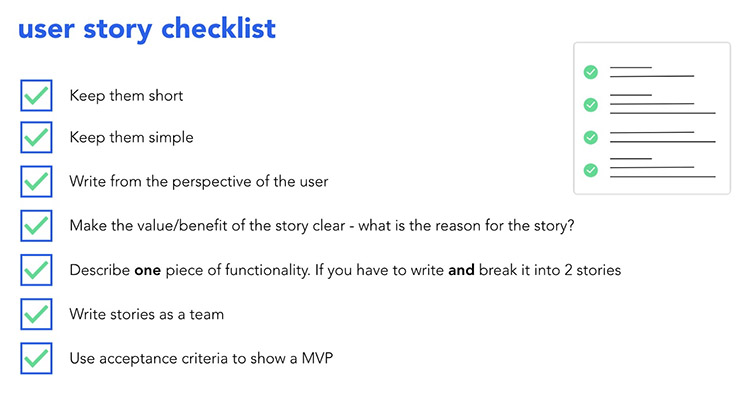 user story checklist
Keep them short
Keep them simple
Write from the perspective of the user
Make the value/benefit of the story clear - what is the reason for the story?
Describe one piece of functionality. If you have to write and break it into 2 stories
Write stories as a team
Use acceptance criteria to show a MVP